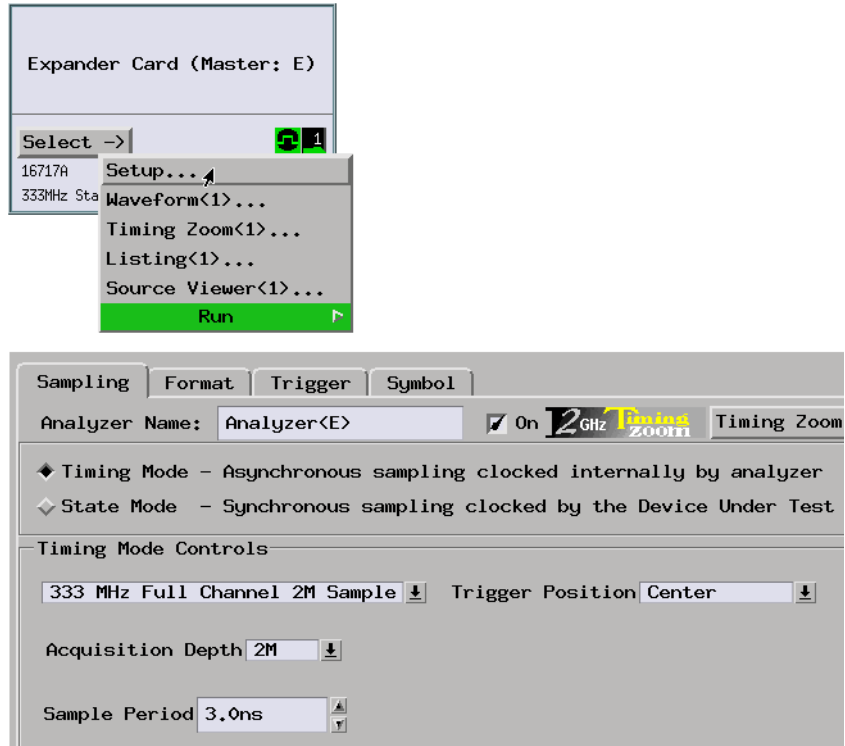 Expander Card (Master: E)
Select ->
1
16717A
333MHz Sta
Setup...
Waveform<1>...
Timing Zoom<1>...
Listing<1>...
Source Viewer<1>...
Run
Sampling Format Trigger Symbol
Analyzer Name: Analyzer<E> On 2GHz Timing zoom Timing Zoom
Timing Mode - Asynchronous sampling clocked internally by analyzer
State Mode - Synchronous sampling clocked by the Device Under Test
Timing Mode Controls
333 MHz Full Channel 2M Sample Trigger Position Center
Acquisition Depth 2M
Sample Period 3.0ns